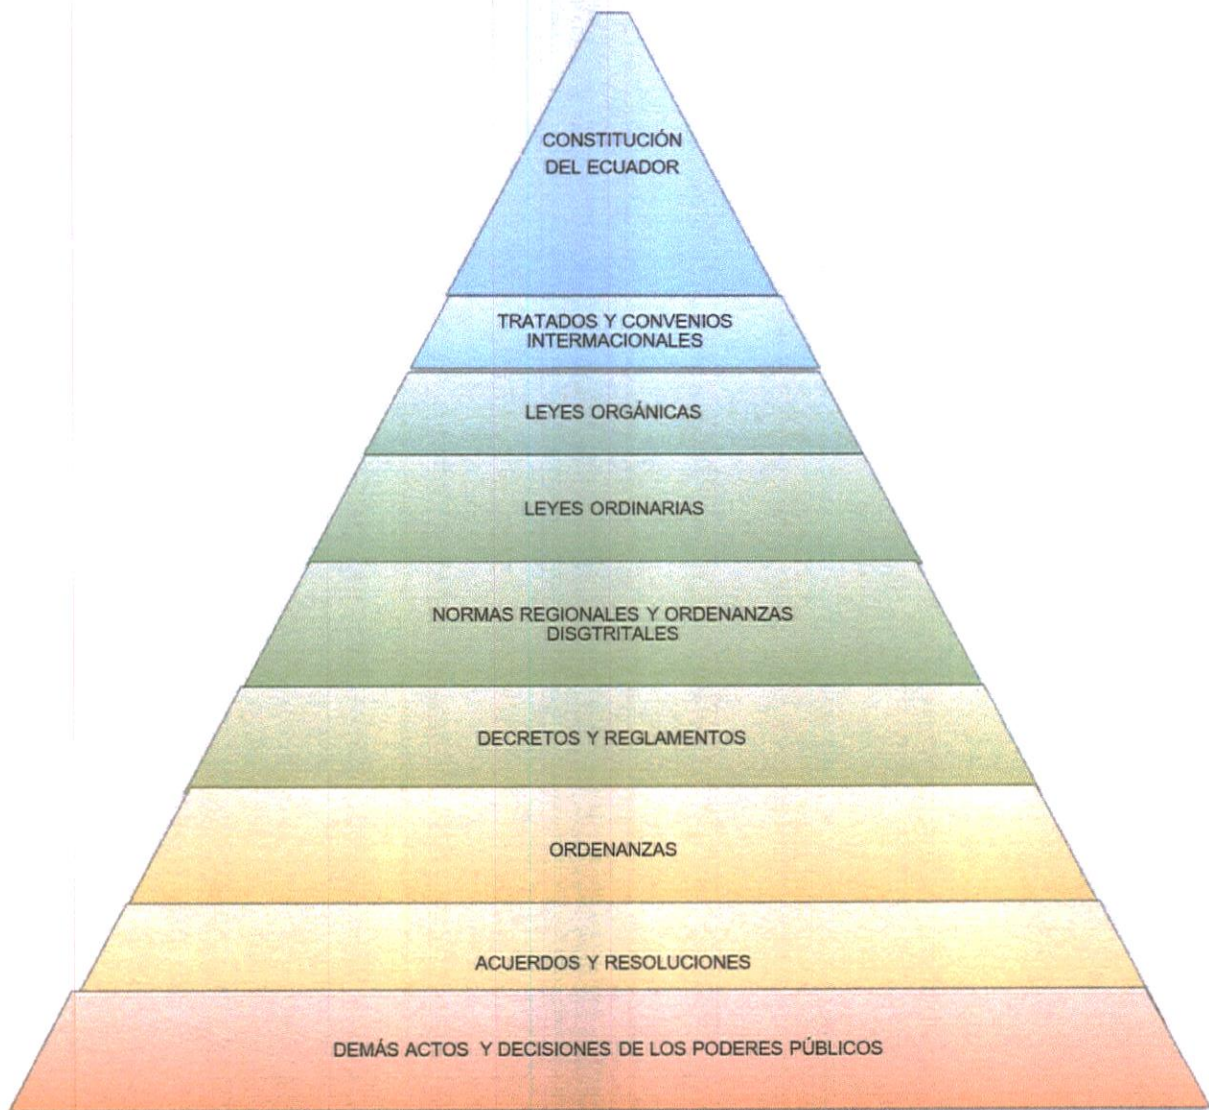 CONSTITUCIÓN
DEL ECUADOR
TRATADOS Y CONVENIOS
INTERMACIONALES
LEYES ORGÁNICAS
LEYES ORDINARIAS
NORMAS REGIONALES Y ORDENANZAS
DISGTRITALES
DECRETOS Y REGLAMENTOS
ORDENANZAS
ACUERDOS Y RESOLUCIONES
DEMÁS ACTOS Y DECISIONES DE LOS PODERES PÚBLICOS